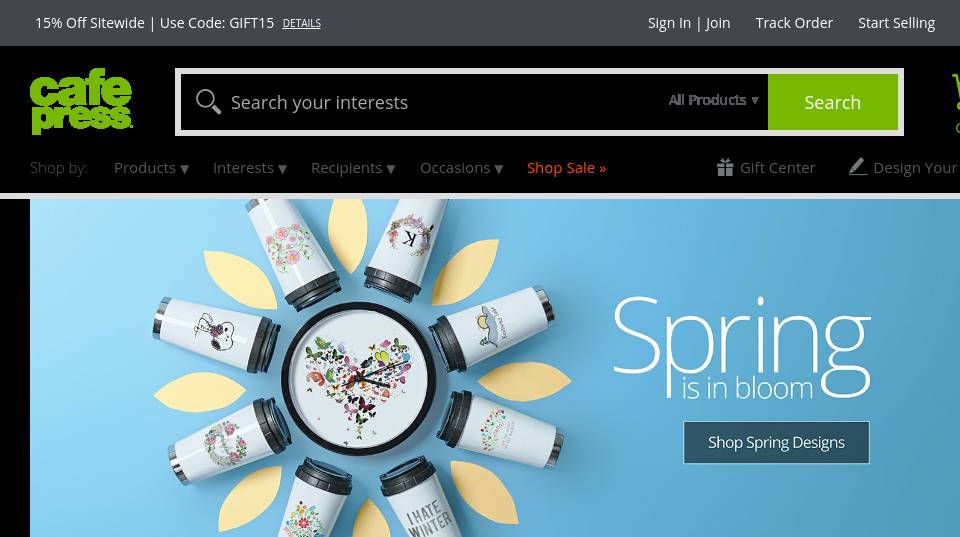 15% Off Sitewide | Use Code: GIFT15 DETAILS
Sign In | Join Track Order Start Selling
cafe
press
Search your interests All Products ▼ Search
Shop by: Products ▼ Interests ▼ Recipients ▼ Occasions ▼ Shop Sale » Gift Center Design Your
K
Spring
is in bloom
Shop Spring Designs
I HATE
WINTER